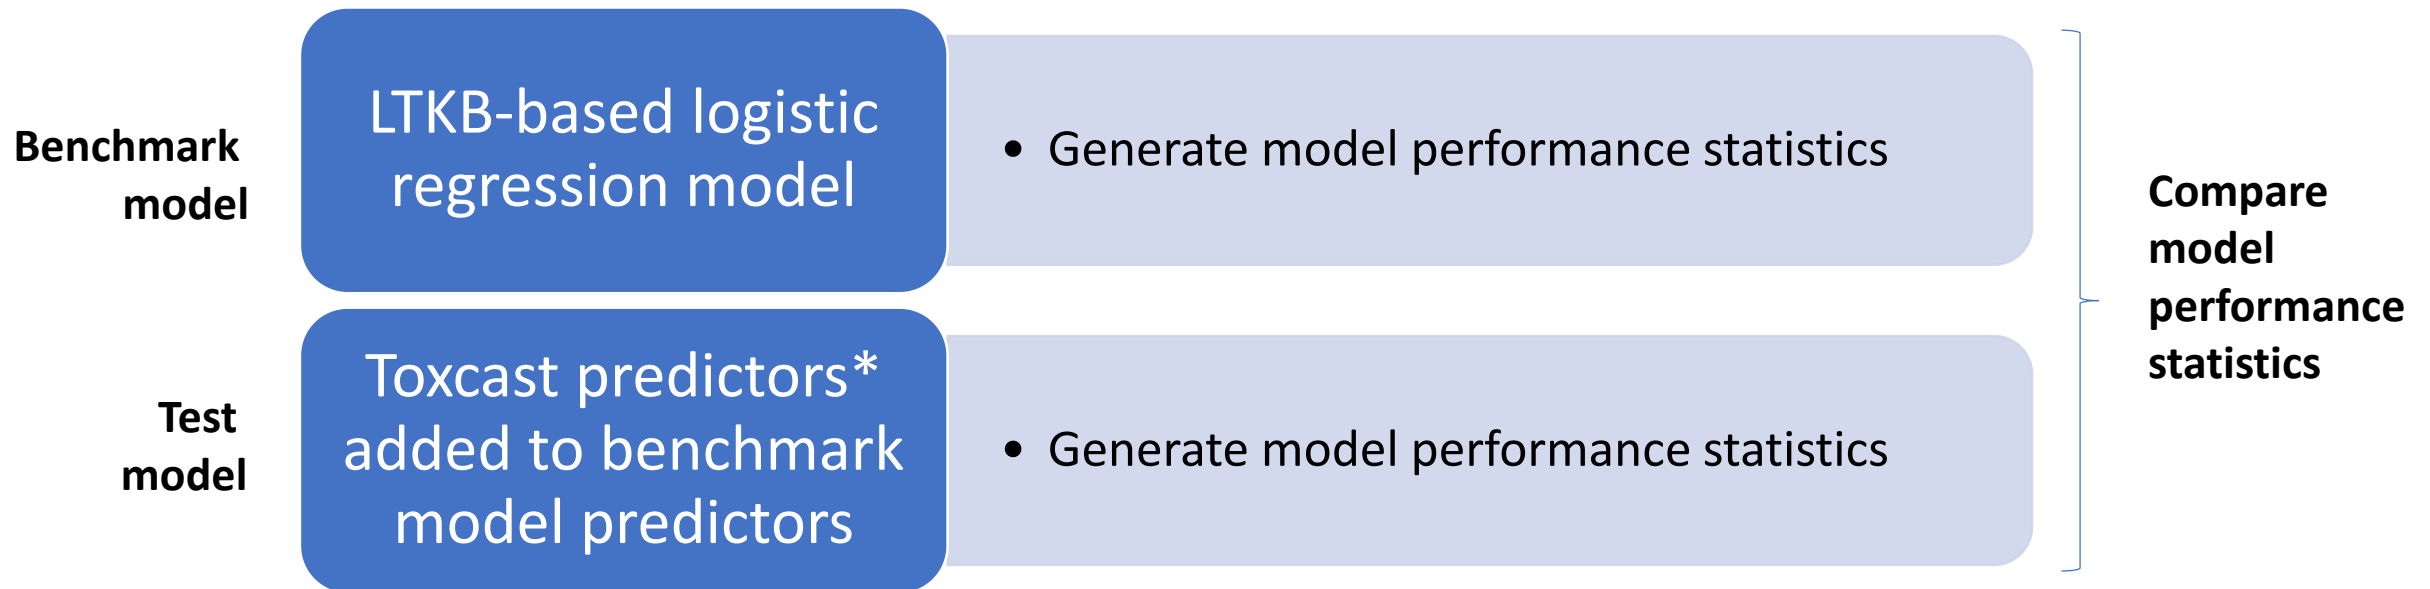 Benchmark
model
LTKB-based logistic
regression model
• Generate model performance statistics
Test
model
Toxcast predictors*
added to benchmark
model predictors
• Generate model performance statistics
Compare
model
performance
statistics